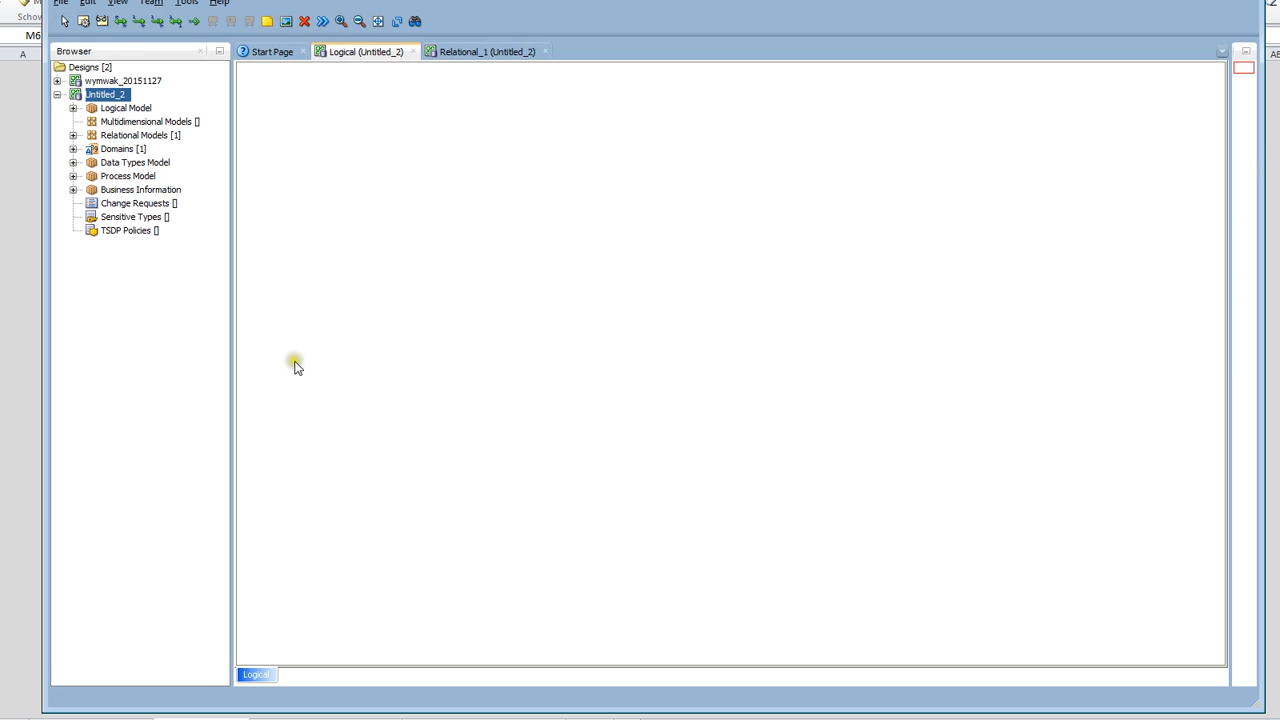 File Edit View Team Tools Help
Schow
M6
A
Browser
Start Page
Logical (Untitled_2)
Relational_1 (Untitled_2)
Designs [2]
wymwak_20151127
Untitled_2
Logical Model
Multidimensional Models []
Relational Models [1]
Domains [1]
Data Types Model
Process Model
Business Information
Change Requests []
Sensitive Types []
TSDP Policies []
Logical